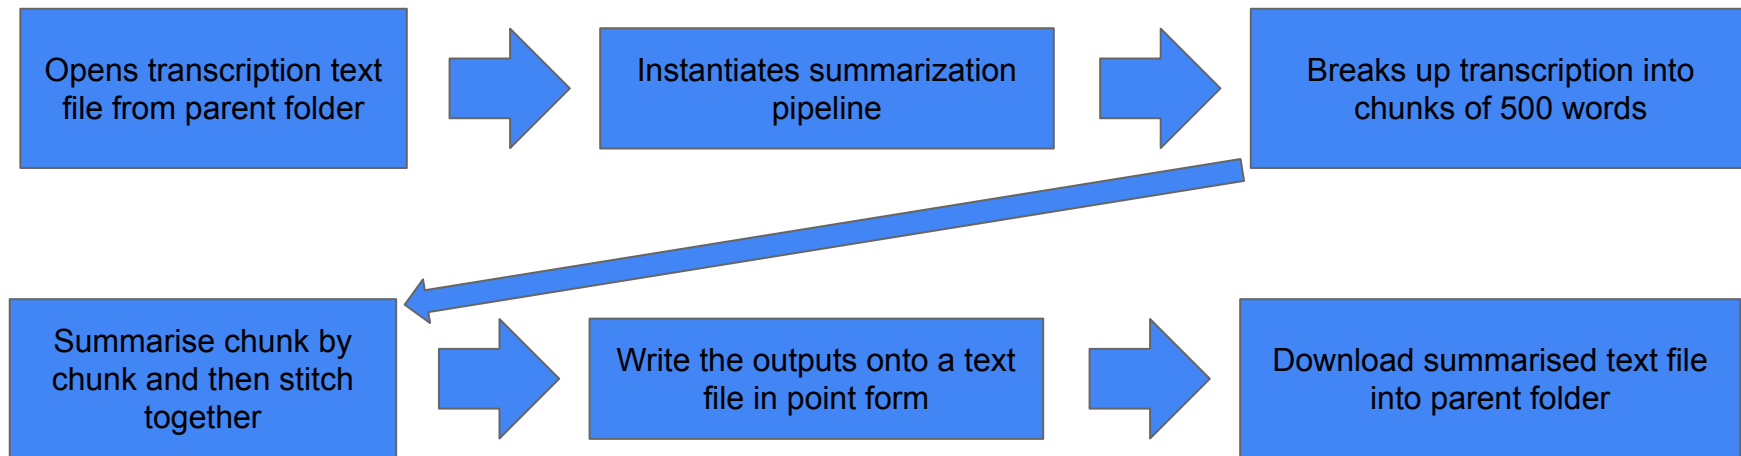 Opens transcription text
file from parent folder
Instantiates summarization
pipeline
Breaks up transcription into
chunks of 500 words
Summarise chunk by
chunk and then stitch
together
Write the outputs onto a text
file in point form
Download summarised text file
into parent folder